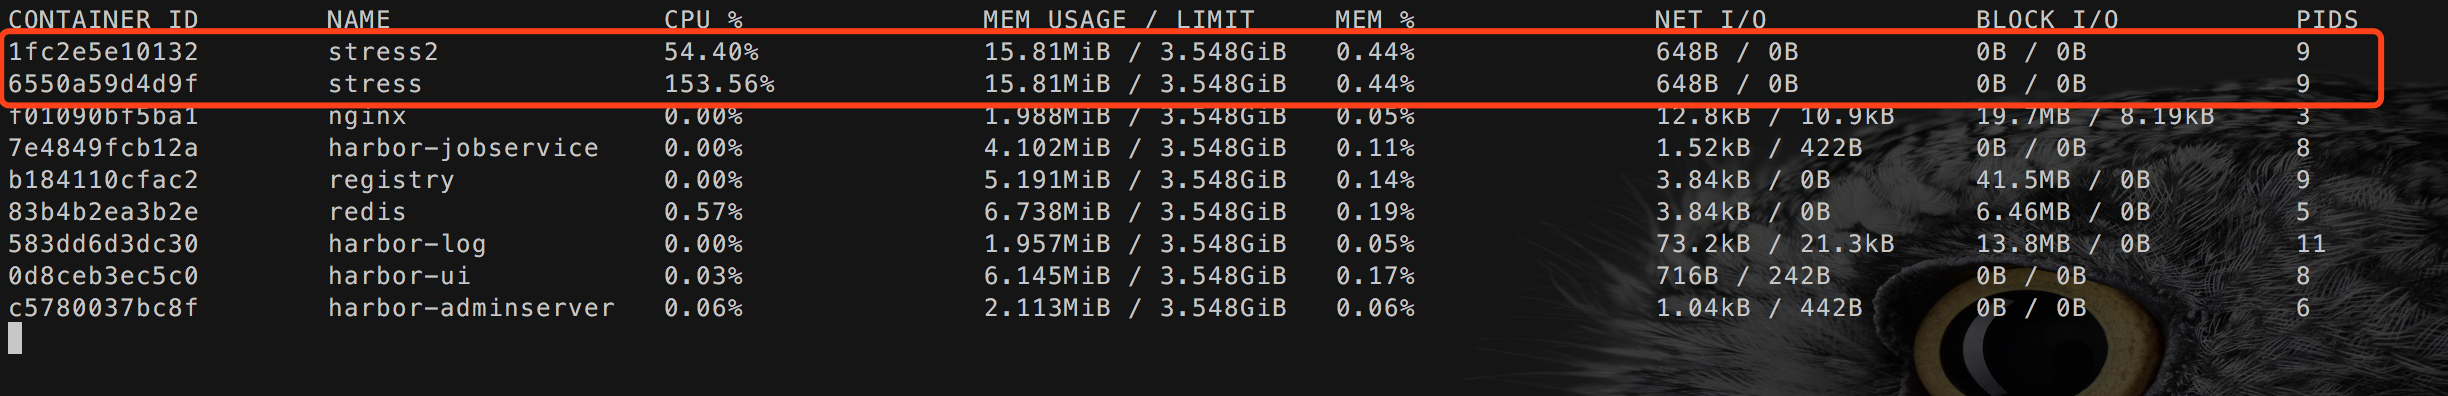 CONTAINER ID NAME CPU % MEM USAGE / LIMIT MEM % NET I/O BLOCK I/O PIDS
1fc2e5e10132 stress2 54.40% 15.81MiB / 3.548GiB 0.44% 648B / 0B 0B / 0B 9
6550a59d4d9f stress 153.56% 15.81MiB / 3.548GiB 0.44% 648B / 0B 0B / 0B 9
f01090bf5ba1 nginx 0.00% 1.988MiB / 3.548GiB 0.05% 12.8kB / 10.9kB 19.7MB / 8.19kB 3
7e4849fcb12a harbor-jobservice 0.00% 4.102MiB / 3.548GiB 0.11% 1.52kB / 422B 0B / 0B 8
b184110cfac2 registry 0.00% 5.191MiB / 3.548GiB 0.14% 3.84kB / 0B 41.5MB / 0B 9
83b4b2ea3b2e redis 0.57% 6.738MiB / 3.548GiB 0.19% 3.84kB / 0B 6.46MB / 0B 5
583dd6d3dc30 harbor-log 0.00% 1.957MiB / 3.548GiB 0.05% 73.2kB / 21.3kB 13.8MB / 0B 11
0d8ceb3ec5c0 harbor-ui 0.03% 6.145MiB / 3.548GiB 0.17% 716B / 242B 0B / 0B 8
c5780037bc8f harbor-adminserver 0.06% 2.113MiB / 3.548GiB 0.06% 1.04kB / 442B 0B / 0B 6